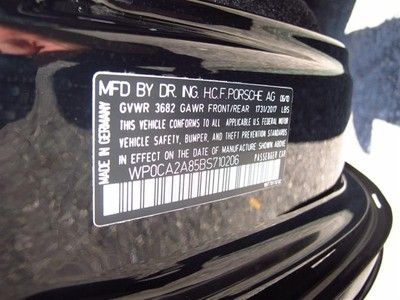 MFD BY DR. ING. H.C.F. PORSCHE AG 06/10
GVWR 3682 GAWR FRONT/REAR 1731/2017 LBS
THIS VEHICLE CONFORMS TO ALL APPLICABLE U.S. FEDERAL MOTOR
VEHICLE SAFETY, BUMPER, AND THEFT PREVENTION STANDARDS
IN EFFECT ON THE DATE OF MANUFACTURE SHOWN ABOVE
WP0CA2A85BS710206 PASSENGER CAR
MADE IN GERMANY